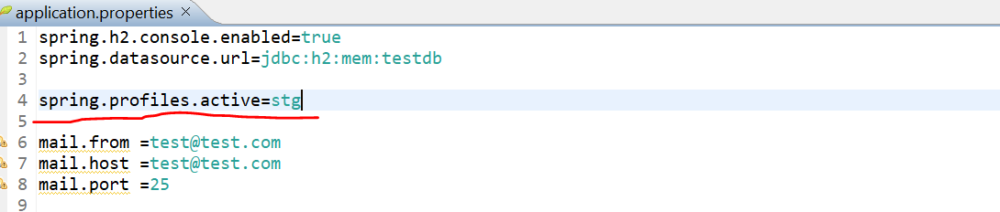 application.properties
1 spring.h2.console.enabled=true
2 spring.datasource.url=jdbc:h2:mem:testdb
3
4 spring.profiles.active=stg
5
6 mail.from =test@test.com
7 mail.host =test@test.com
8 mail.port =25
9